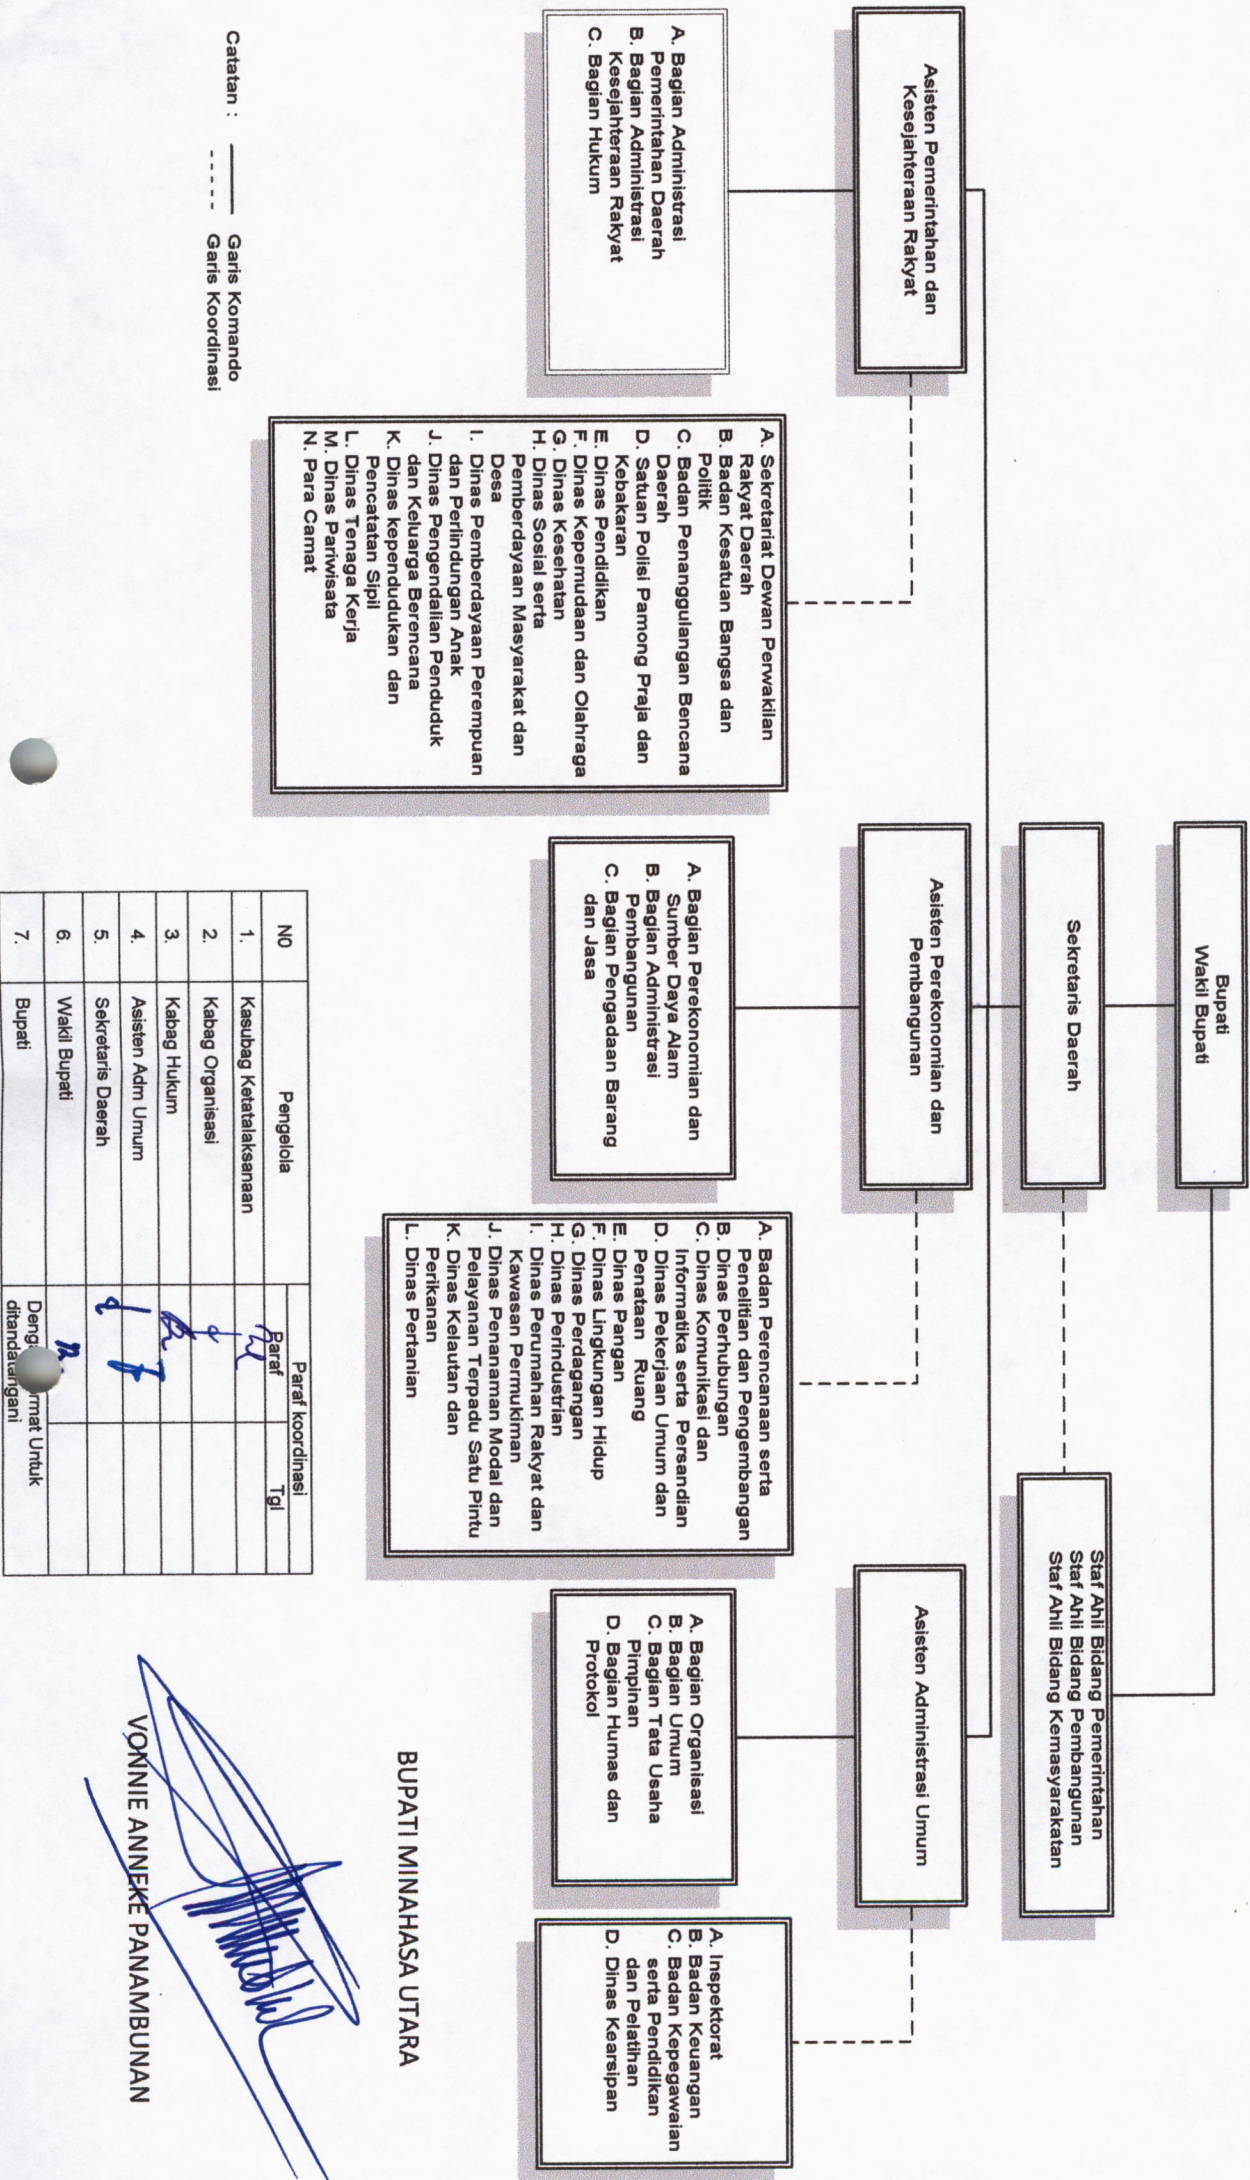 Bupati
Wakil Bupati
Sekretaris Daerah
Staf Ahli Bidang Pemerintahan
Staf Ahli Bidang Pembangunan
Staf Ahli Bidang Kemasyarakatan
Asisten Pemerintahan dan
Kesejahteraan Rakyat
Asisten Perekonomian dan
Pembangunan
Asisten Administrasi Umum
A. Bagian Administrasi
Pemerintahan Daerah
B. Bagian Administrasi
Kesejahteraan Rakyat
C. Bagian Hukum
A. Sekretariat Dewan Perwakilan
Rakyat Daerah
B. Badan Kesatuan Bangsa dan
Politik
C. Badan Penanggulangan Bencana
Daerah
D. Satuan Polisi Pamong Praja dan
Kebakaran
E. Dinas Pendidikan
F. Dinas Kepemudaan dan Olahraga
G. Dinas Kesehatan
H. Dinas Sosial serta
Pemberdayaan Masyarakat dan
Desa
I. Dinas Pemberdayaan Perempuan
dan Perlindungan Anak
J. Dinas Pengendalian Penduduk
dan Keluarga Berencana
K. Dinas kependudukan dan
Pencatatan Sipil
L. Dinas Tenaga Kerja
M. Dinas Pariwisata
N. Para Camat
A. Bagian Perekonomian dan
Sumber Daya Alam
B. Bagian Administrasi
Pembangunan
C. Bagian Pengadaan Barang
dan Jasa
A. Badan Perencanaan serta
Penelitian dan Pengembangan
B. Dinas Perhubungan
C. Dinas Komunikasi dan
Informatika serta Persandian
D. Dinas Pekerjaan Umum dan
Penataan Ruang
E. Dinas Pangan
F. Dinas Lingkungan Hidup
G. Dinas Perdagangan
H. Dinas Perindustrian
I. Dinas Perumahan Rakyat dan
Kawasan Permukiman
J. Dinas Penanaman Modal dan
Pelayanan Terpadu Satu Pintu
K. Dinas Kelautan dan
Perikanan
L. Dinas Pertanian
A. Bagian Organisasi
B. Bagian Umum
C. Bagian Tata Usaha
Pimpinan
D. Bagian Humas dan
Protokol
A. Inspektorat
B. Badan Keuangan
C. Badan Kepegawaian
serta Pendidikan
dan Pelatihan
D. Dinas Kearsipan
Catatan : Garis Komando
Garis Koordinasi
N0 Pengelola Paraf koordinasi
Paraf Tgl
1. Kasubag Ketatalaksanaan
2. Kabag Organisasi
3. Kabag Hukum
4. Asisten Adm Umum
5. Sekretaris Daerah
6. Wakil Bupati
7. Bupati Untuk
BUPATI MINAHASA UTARA
VONNIE ANNEKE PANAMBUNAN